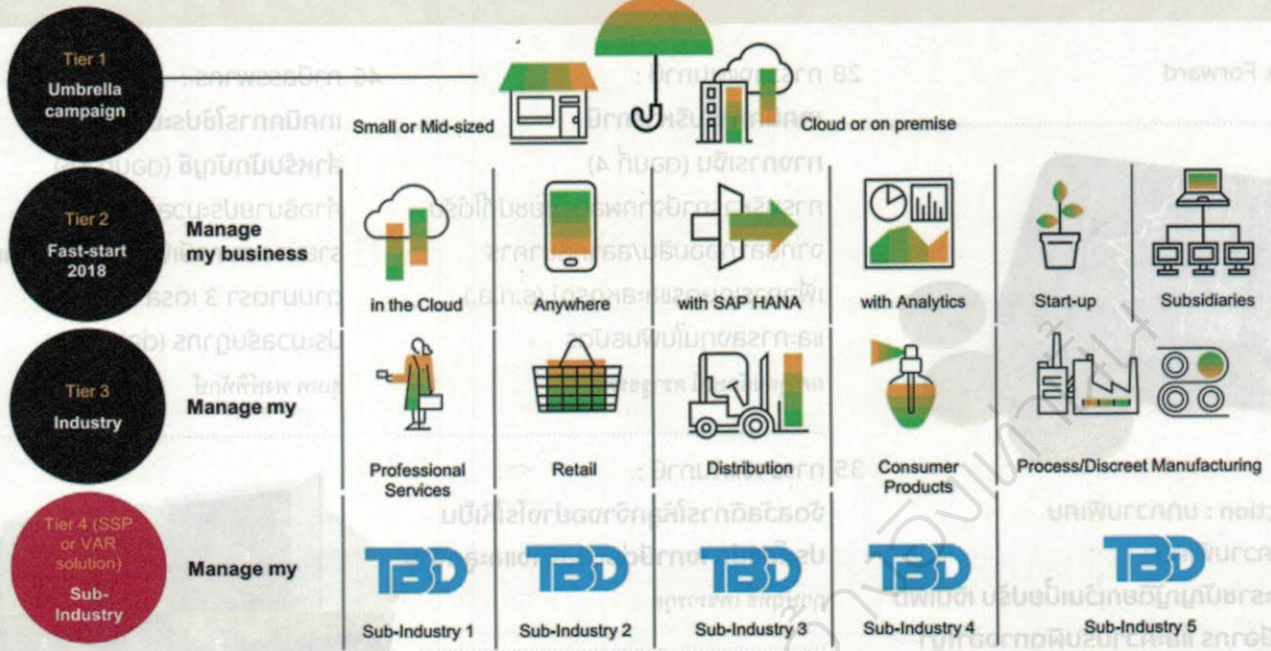 Tier 1
Umbrella
campaign
Small or Mid-sized
Cloud or on premise
Tier 2
Fast-start
2018
Manage
my business
in the Cloud
Anywhere
with SAP HANA
with Analytics
Start-up
Subsidiaries
Tier 3
Industry
Manage my
Professional
Services
Retail
Distribution
Consumer
Products
Process/Discreet Manufacturing
Tier 4 (SSP
or VAR
solution)
Sub-
Industry
Manage my
TBD
TBD
TBD
TBD
TBD
Sub-Industry 1
Sub-Industry 2
Sub-Industry 3
Sub-Industry 4
Sub-Industry 5